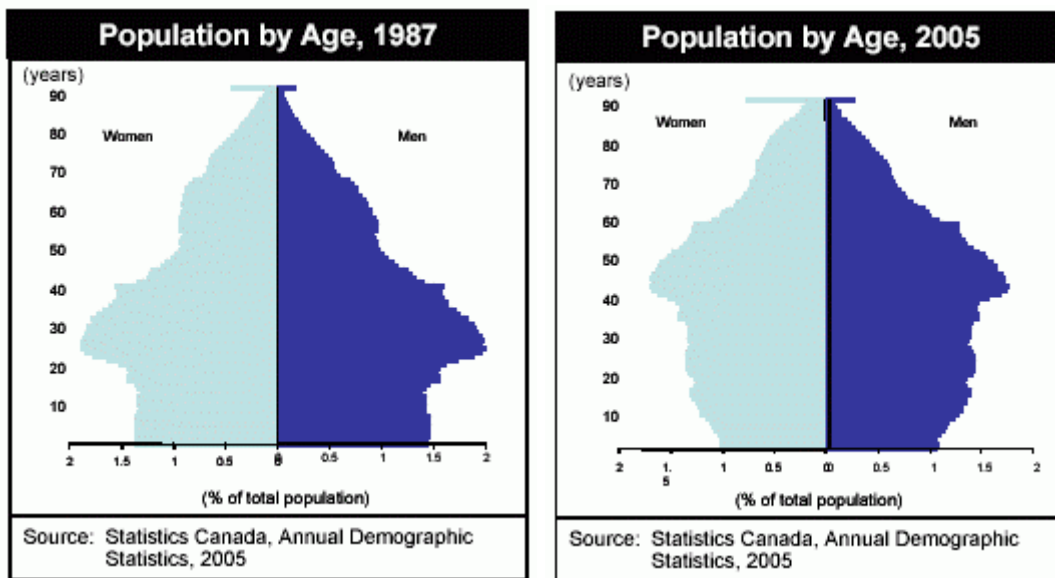 Population by Age, 1987
(years)
90
80
70
60
50
40
30
20
10
Women
Men
2 1.5 1 0.5 0 0.5 1 1.5 2
(% of total population)
Source: Statistics Canada, Annual Demographic
Statistics, 2005
Population by Age, 2005
(years)
90
80
70
60
50
40
30
20
10
Women
Men
2 1.5 1 0.5 0 0.5 1 1.5 2
(% of total population)
Source: Statistics Canada, Annual Demographic
Statistics, 2005